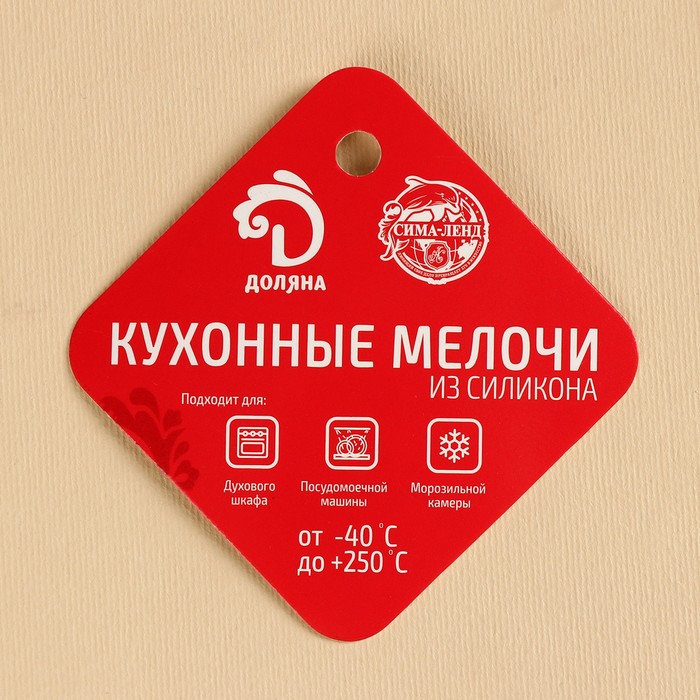 СИМА-ЛЕНД
ДОЛЯНА
КУХОННЫЕ МЕЛОЧИ
ИЗ СИЛИКОНА
Подходит для:
Духового
шкафа
Посудомоечной
машины
Морозильной
камеры
от -40 °C
до +250 °C